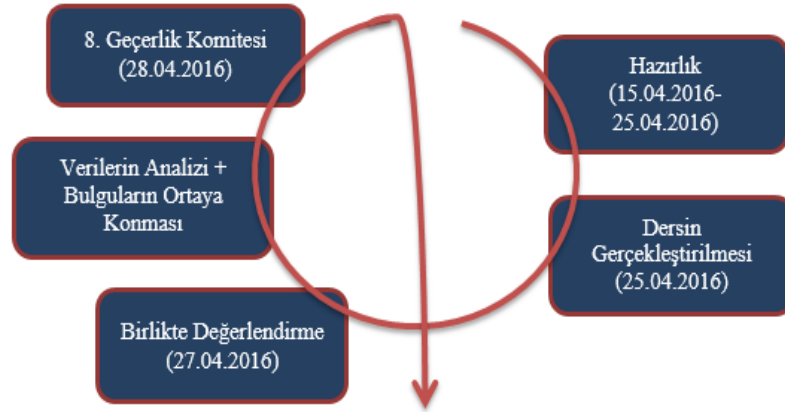 8. Geçerlik Komitesi
(28.04.2016)
Hazırlık
(15.04.2016-
25.04.2016)
Verilerin Analizi +
Bulguların Ortaya
Konması
Dersin
Gerçekleştirilmesi
(25.04.2016)
Birlikte Değerlendirme
(27.04.2016)